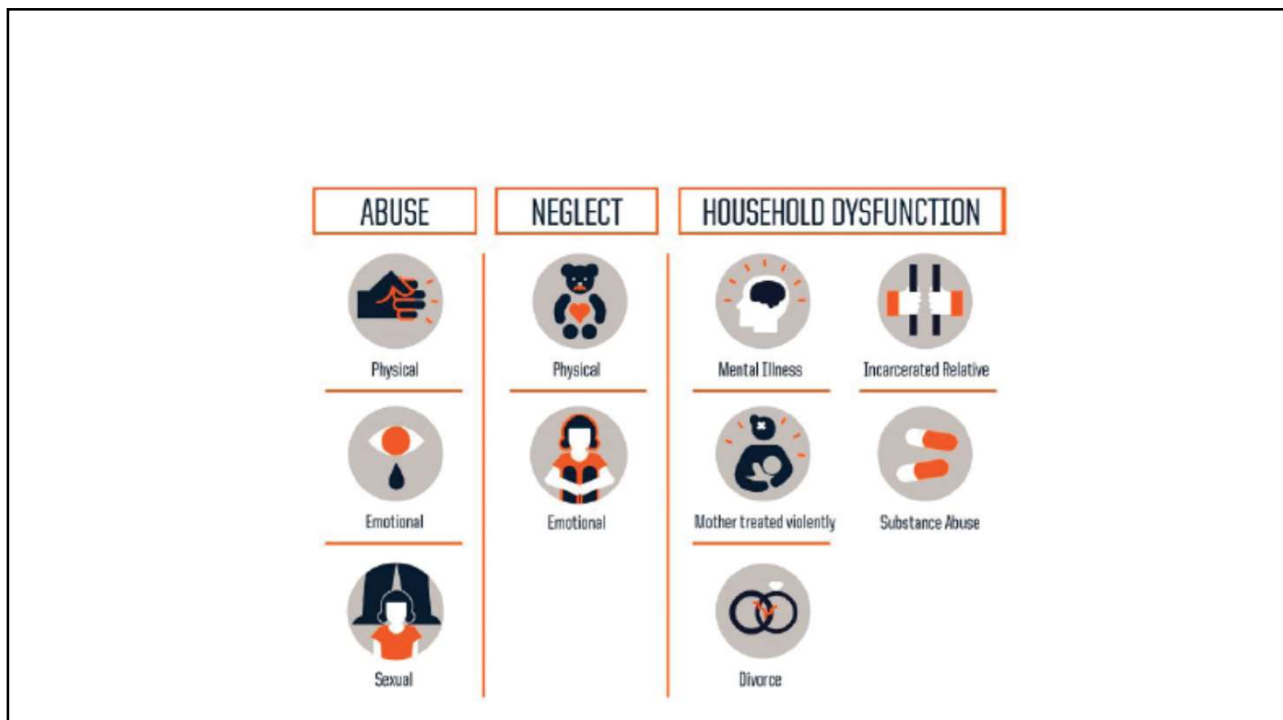 ABUSE
NEGLECT
HOUSEHOLD DYSFUNCTION
Physical
Physical
Mental Illness
Incarcerated Relative
Emotional
Emotional
Mother treated violently
Substance Abuse
Sexual
Divorce